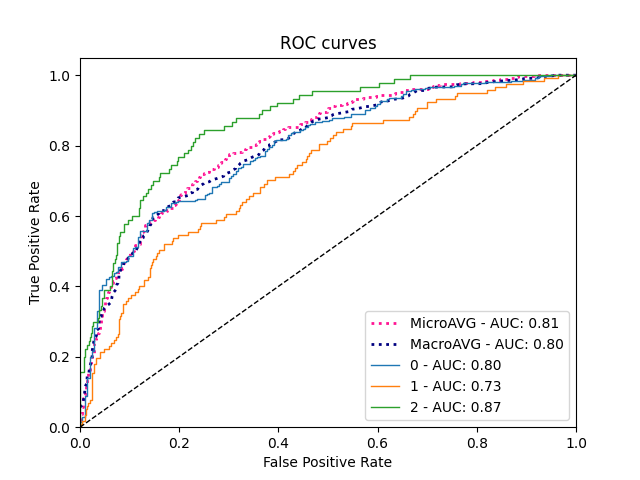 ROC curves
True Positive Rate
1.0
0.8
0.6
0.4
0.2
0.0
MicroAVG - AUC: 0.81
MacroAVG - AUC: 0.80
0 - AUC: 0.80
1 - AUC: 0.73
2 - AUC: 0.87
0.0 0.2 0.4 0.6 0.8 1.0
False Positive Rate